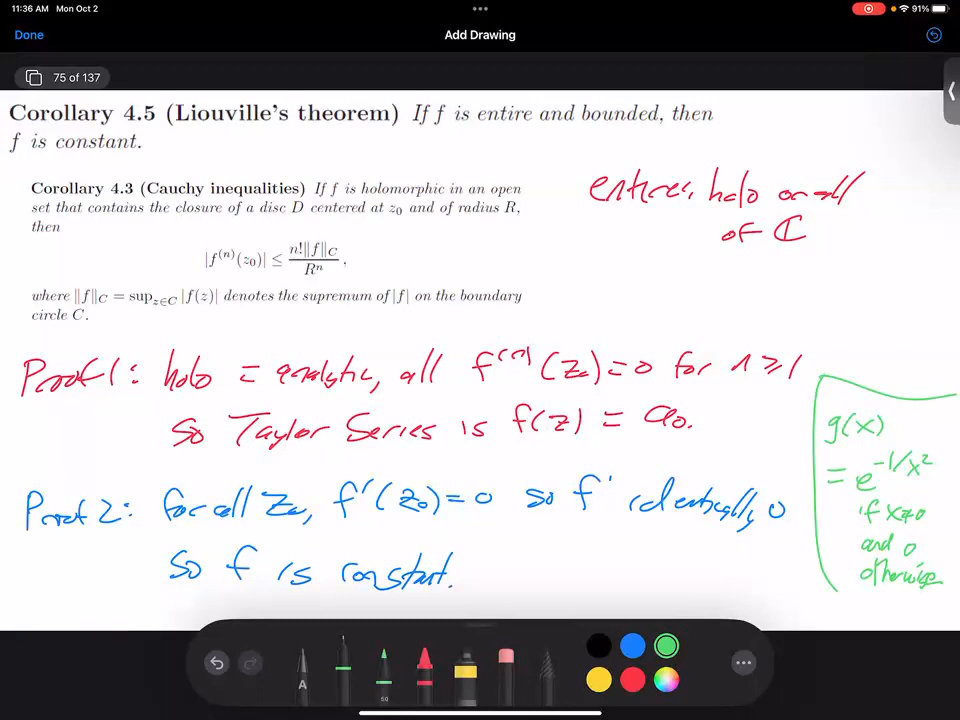 11:36 AM Mon Oct 2
91%
Done
Add Drawing
75 of 137
Corollary 4.5 (Liouville's theorem) If f is entire and bounded, then
f is constant.
Corollary 4.3 (Cauchy inequalities) If f is holomorphic in an open
set that contains the closure of a disc D centered at z₀ and of radius R,
then
|f⁽ⁿ⁾(z₀)| ≤ n!‖f‖_C / Rⁿ,
where ‖f‖_C = sup_{z∈C} |f(z)| denotes the supremum of |f| on the boundary
circle C.
entire: holo on all
of ℂ
Proof 1: holo = analytic, all f⁽ⁿ⁾(z₀)=0 for n≥1
so Taylor Series is f(z) = a₀.
Proof 2: for all z₀, f'(z₀)=0 so f' identically 0
so f is constant.
g(x)
= e^{-1/x²}
if x≠0
and 0
otherwise
A
50